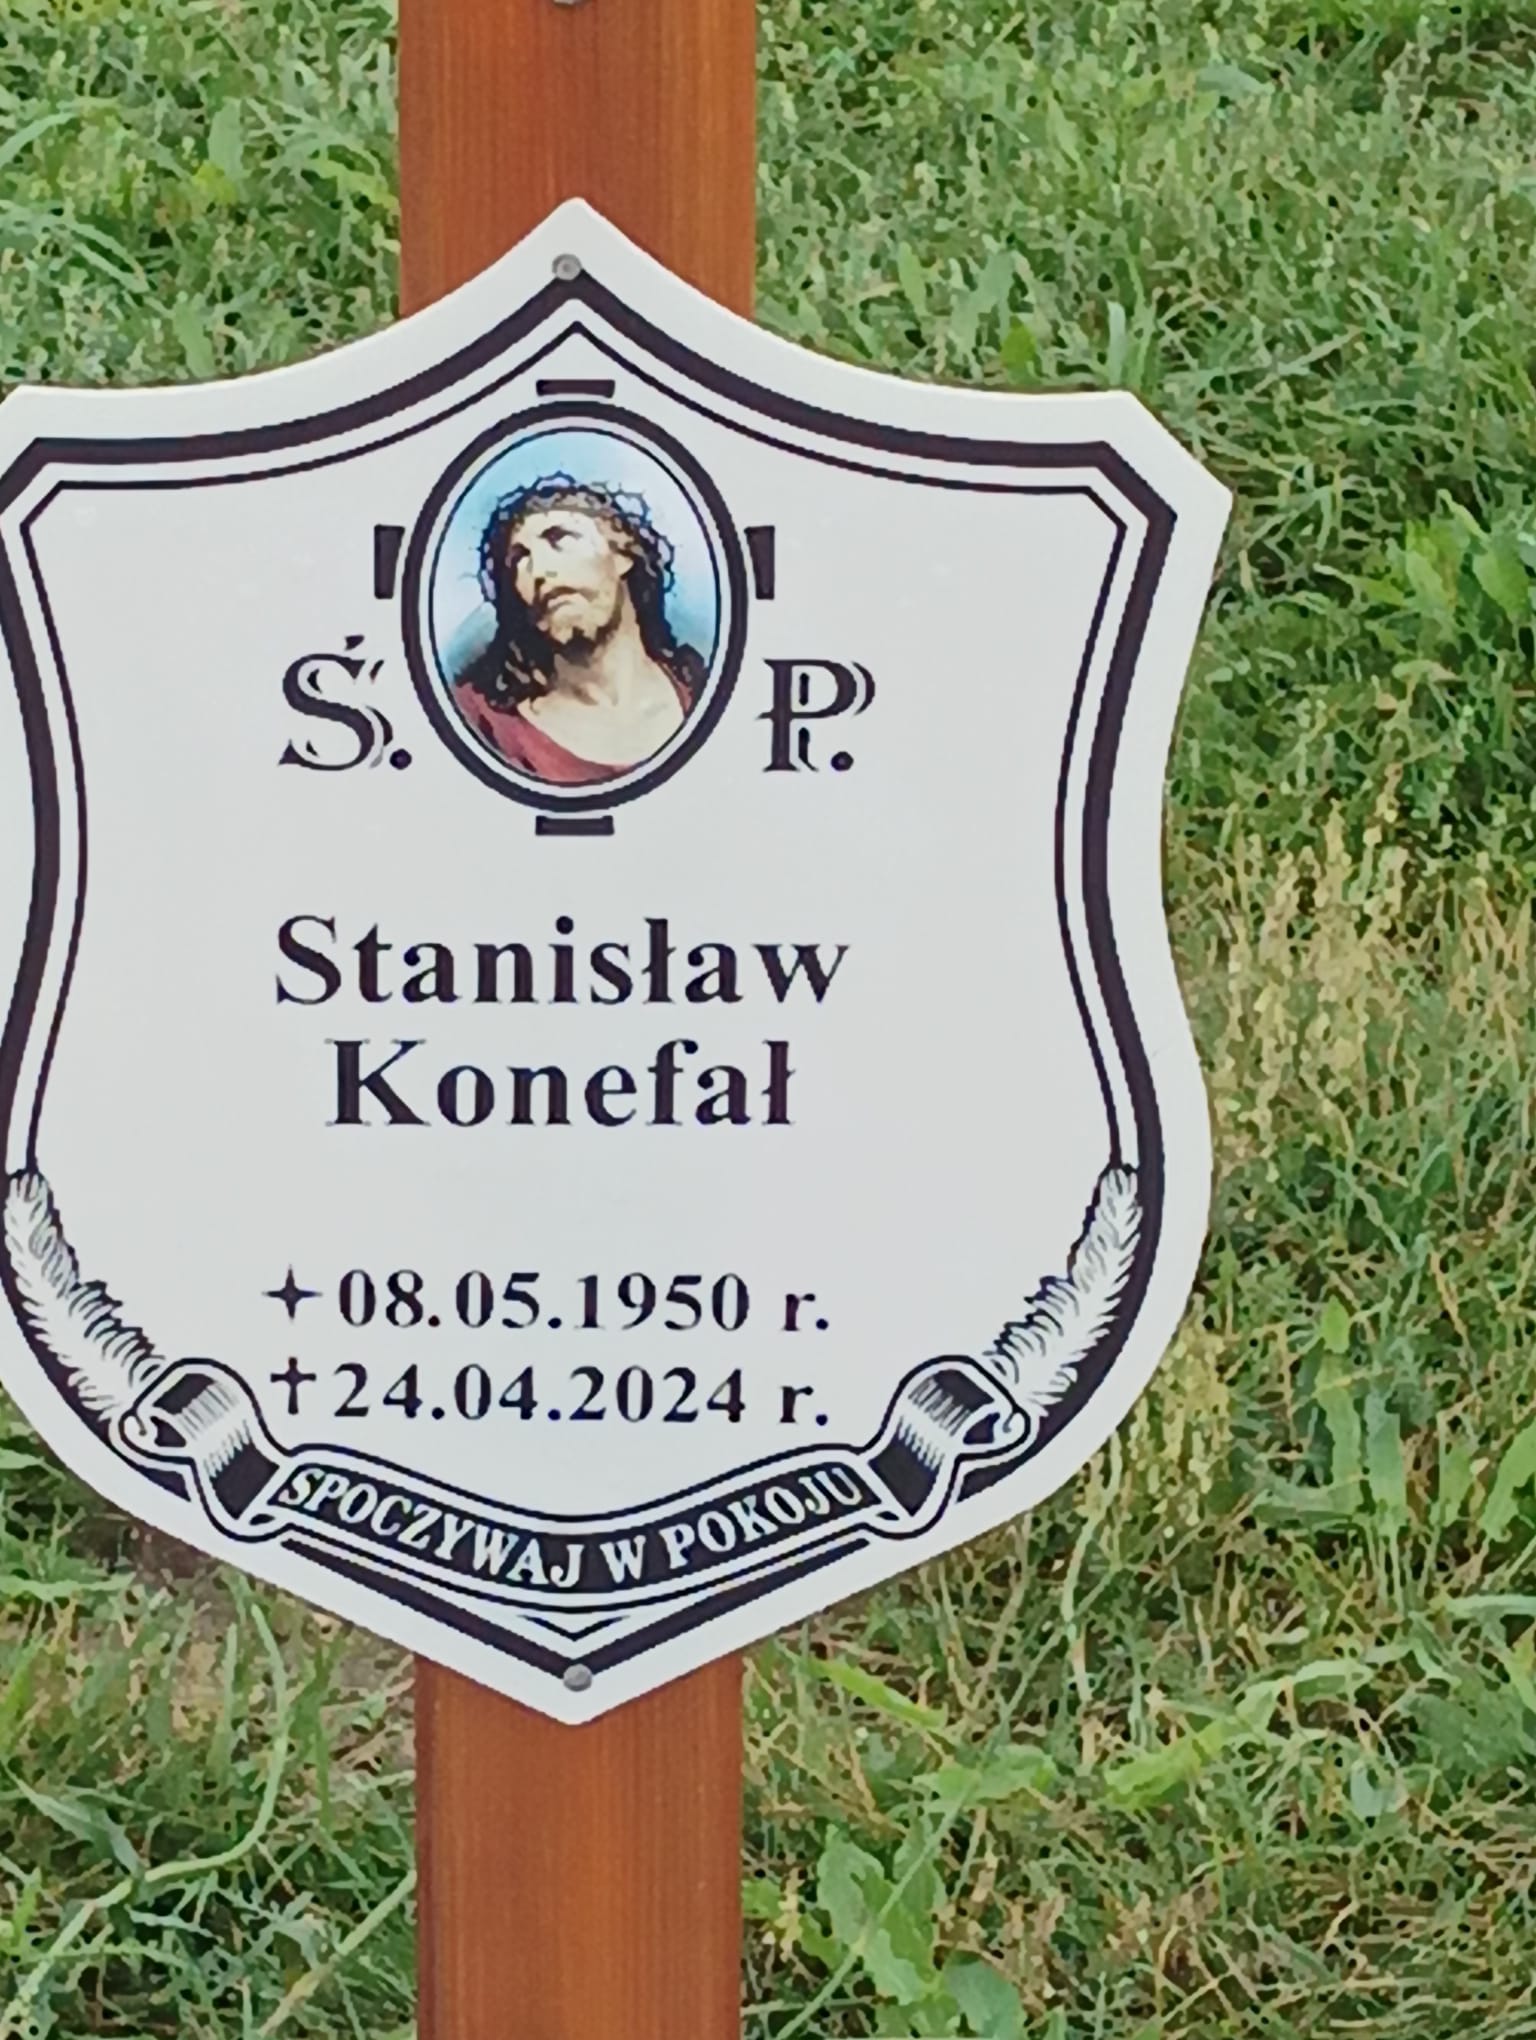 Ś. P.
Stanisław
Konefał
08.05.1950 r.
✝24.04.2024 r.
SPOCZYWAJ W POKOJU